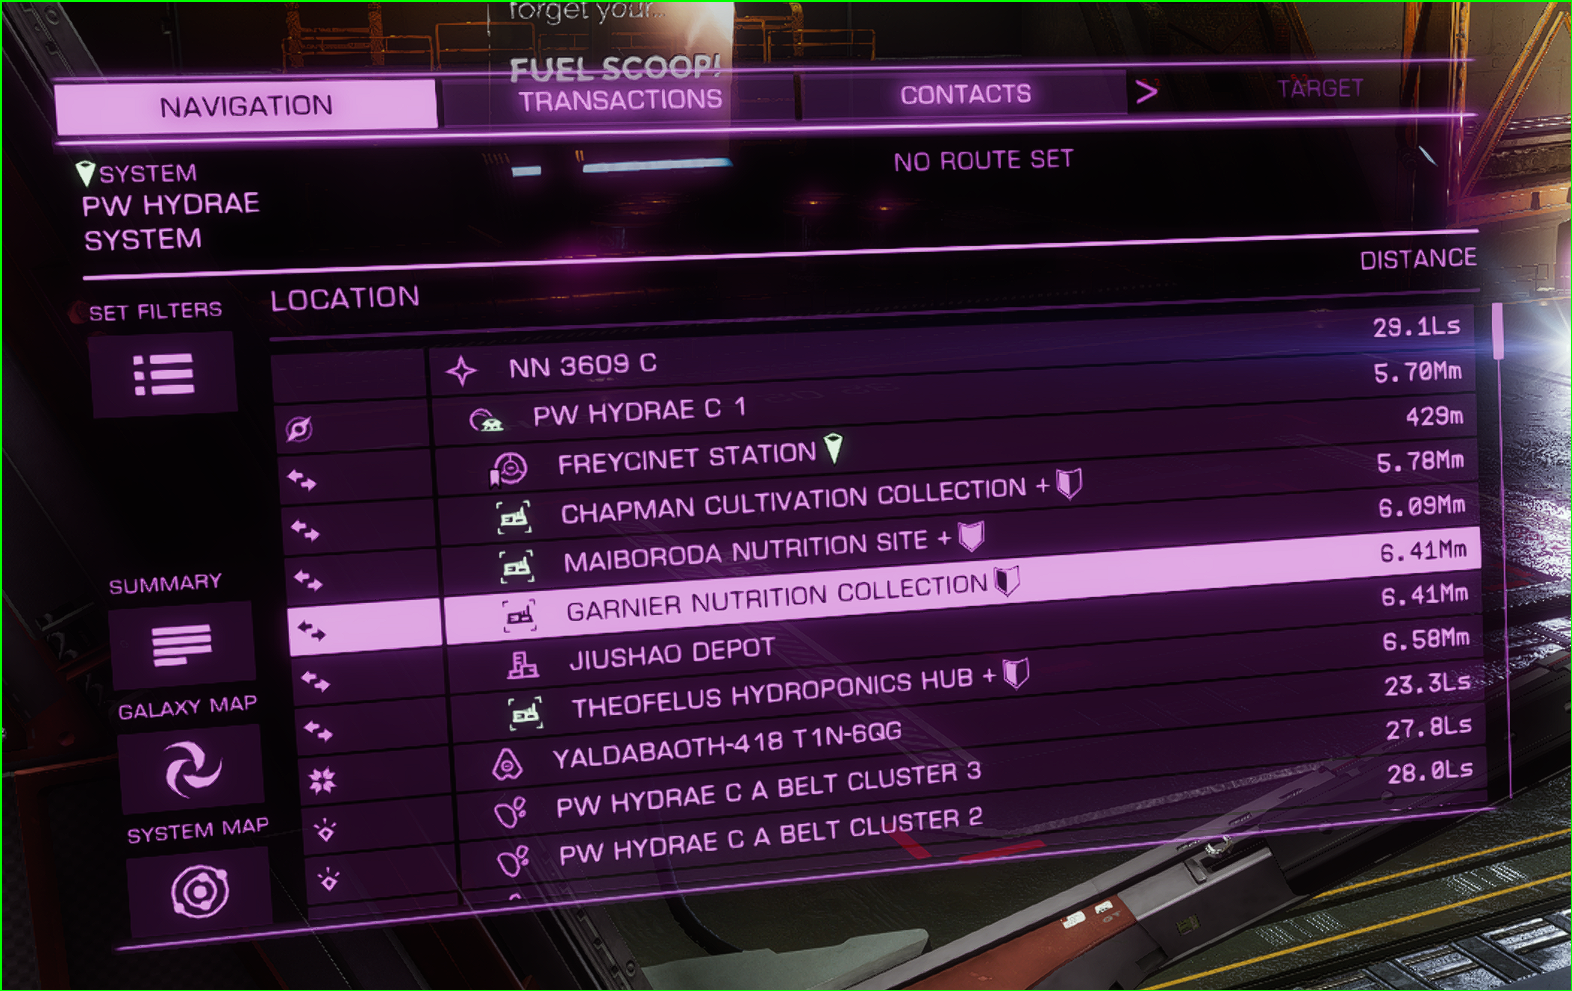 forget your...
FUEL SCOOP!
NAVIGATION
TRANSACTIONS
CONTACTS
>
TARGET
SYSTEM
PW HYDRAE
SYSTEM
NO ROUTE SET
DISTANCE
SET FILTERS
LOCATION
NN 3609 C 29.1Ls
PW HYDRAE C 1 5.70Mm
FREYCINET STATION 429m
CHAPMAN CULTIVATION COLLECTION + 5.78Mm
MAIBORODA NUTRITION SITE + 6.09Mm
GARNIER NUTRITION COLLECTION 6.41Mm
JIUSHAO DEPOT 6.41Mm
THEOFELUS HYDROPONICS HUB + 6.58Mm
YALDABAOTH-418 T1N-6QG 23.3Ls
PW HYDRAE C A BELT CLUSTER 3 27.8Ls
PW HYDRAE C A BELT CLUSTER 2 28.0Ls
SUMMARY
GALAXY MAP
SYSTEM MAP